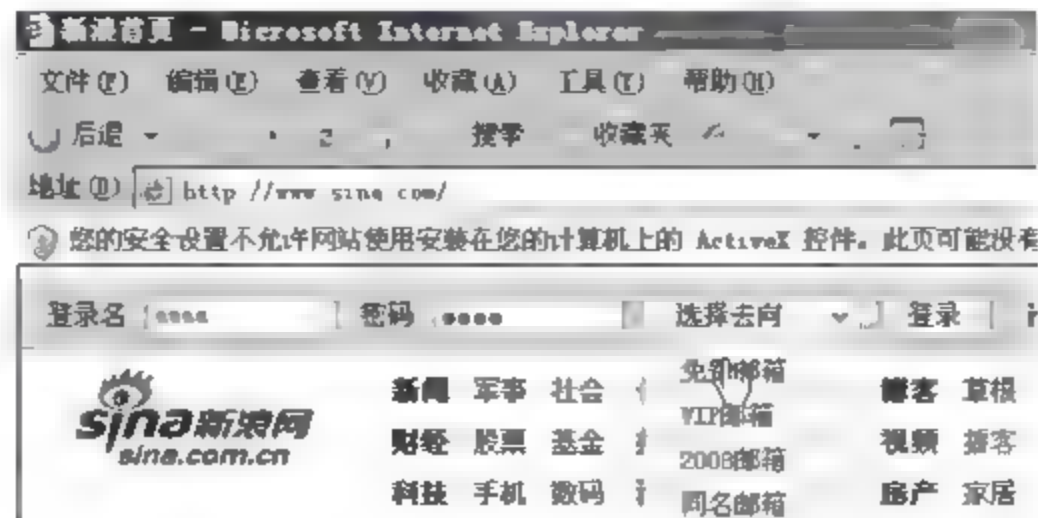 新浪首页 - Microsoft Internet Explorer
文件(F) 编辑(E) 查看(V) 收藏(A) 工具(T) 帮助(H)
后退 搜索 收藏夹
地址(D) http://www.sina.com/
您的安全设置不允许网站使用安装在您的计算机上的 ActiveX 控件。此页可能没有
登录名 密码 选择去向 登录
免费邮箱
新闻 军事 社会 博客 草根
VIP邮箱
sina新浪网
财经 股票 基金 视频 播客
sina.com.cn
2008邮箱
科技 手机 数码 房产 家居
同名邮箱